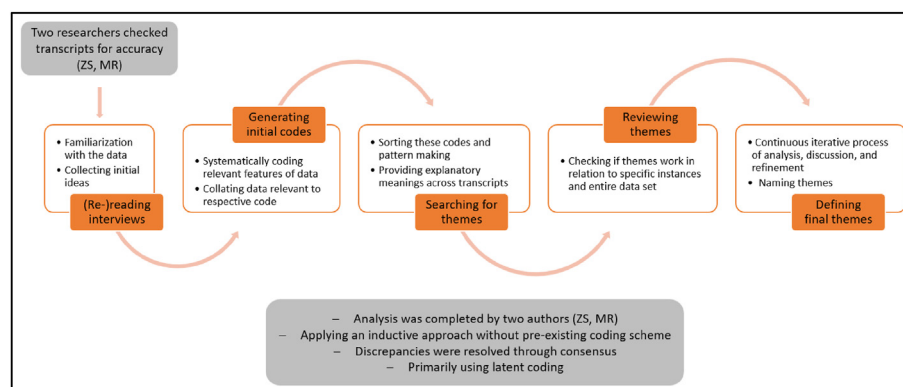 Two researchers checked
transcripts for accuracy
(ZS, MR)
• Familiarization
with the data
• Collecting initial
ideas
(Re-)reading
interviews
Generating
initial codes
• Systematically coding
relevant features of data
• Collating data relevant to
respective code
• Sorting these codes and
pattern making
• Providing explanatory
meanings across transcripts
Searching for
themes
Reviewing
themes
• Checking if themes work in
relation to specific instances
and entire data set
• Continuous iterative process
of analysis, discussion, and
refinement
• Naming themes
Defining
final themes
– Analysis was completed by two authors (ZS, MR)
– Applying an inductive approach without pre-existing coding scheme
– Discrepancies were resolved through consensus
– Primarily using latent coding